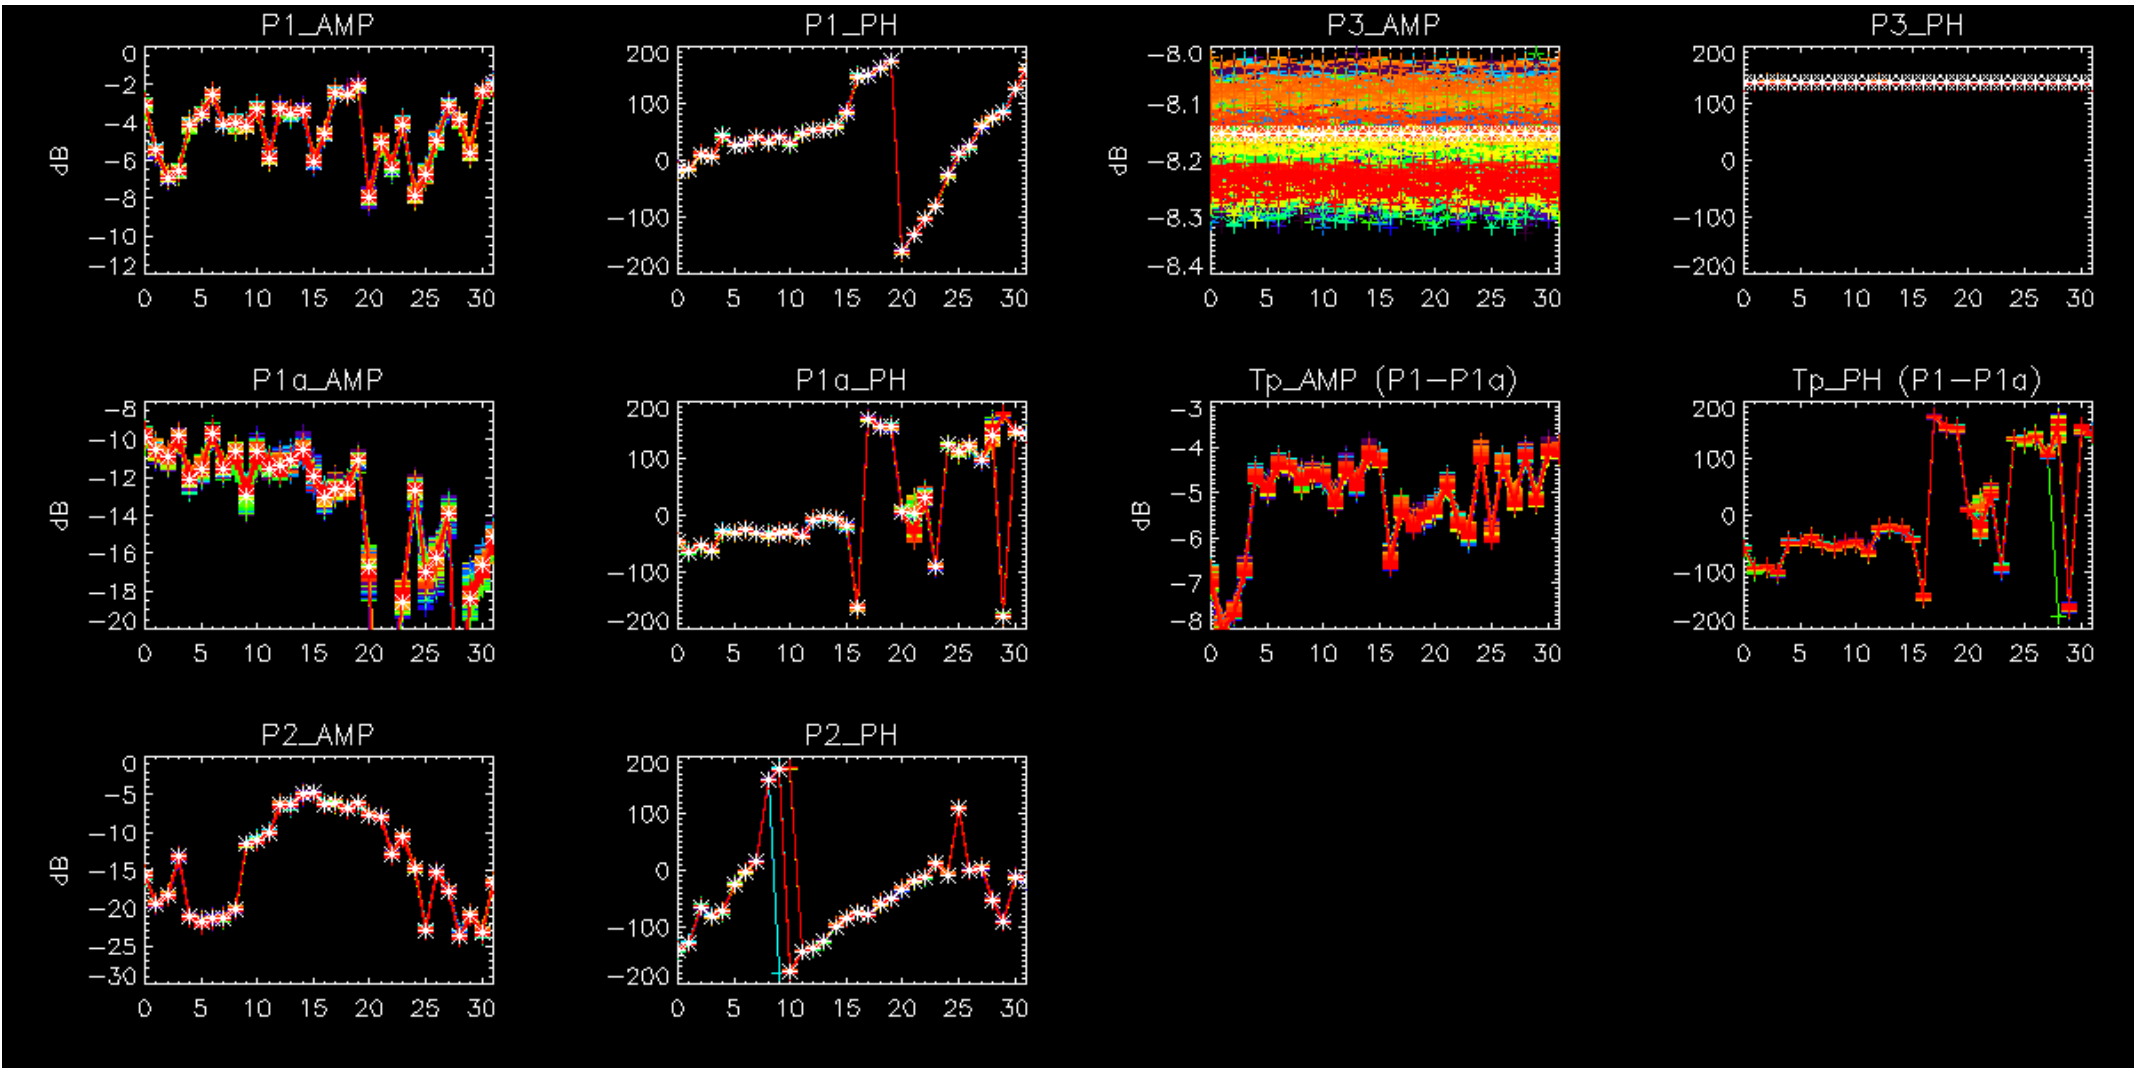 P1_AMP
dB
0
-2
-4
-6
-8
-10
-12
0 5 10 15 20 25 30
P1_PH
200
100
0
-100
-200
0 5 10 15 20 25 30
P3_AMP
dB
-8.0
-8.1
-8.2
-8.3
-8.4
0 5 10 15 20 25 30
P3_PH
200
100
0
-100
-200
0 5 10 15 20 25 30
P1a_AMP
dB
-8
-10
-12
-14
-16
-18
-20
0 5 10 15 20 25 30
P1a_PH
200
100
0
-100
-200
0 5 10 15 20 25 30
Tp_AMP (P1-P1a)
dB
-3
-4
-5
-6
-7
-8
0 5 10 15 20 25 30
Tp_PH (P1-P1a)
200
100
0
-100
-200
0 5 10 15 20 25 30
P2_AMP
dB
0
-5
-10
-15
-20
-25
-30
0 5 10 15 20 25 30
P2_PH
200
100
0
-100
-200
0 5 10 15 20 25 30